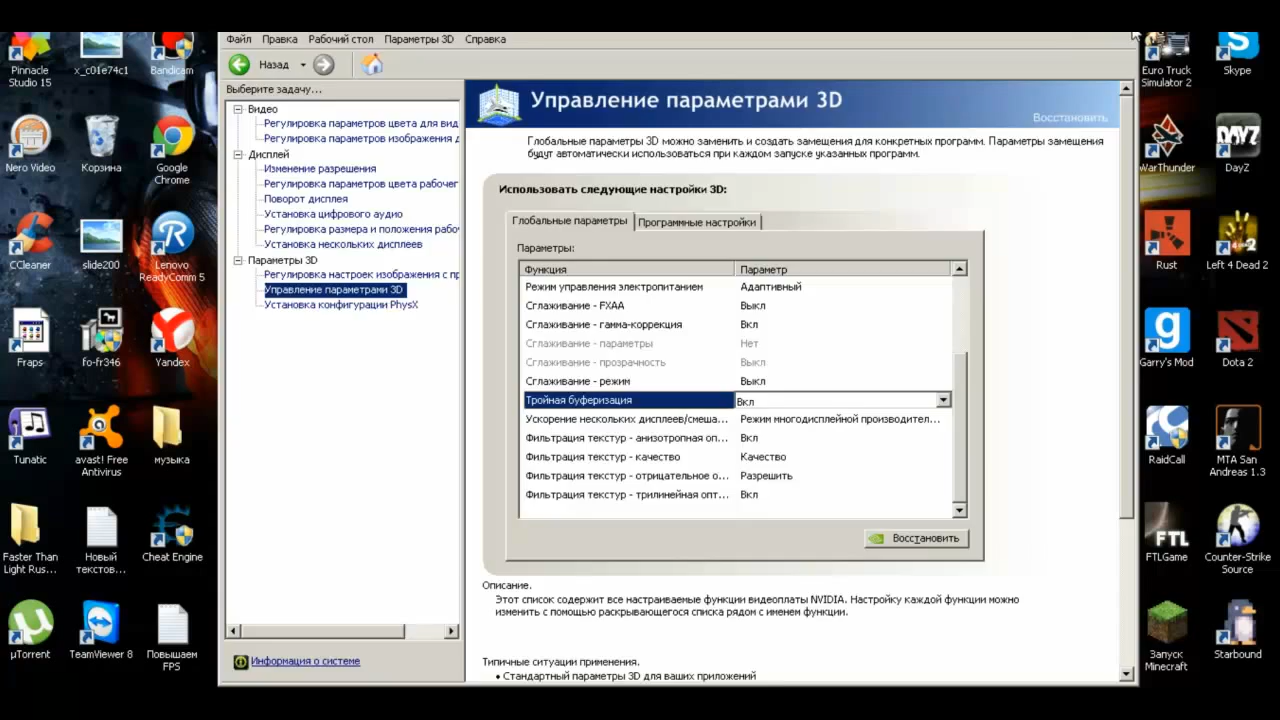 Файл Правка Рабочий стол Параметры 3D Справка
Назад
Выберите задачу...
Видео
Регулировка параметров цвета для вид
Регулировка параметров изображения д
Дисплей
Изменение разрешения
Регулировка параметров цвета рабочег
Поворот дисплея
Установка цифрового аудио
Регулировка размера и положения рабо
Установка нескольких дисплеев
Параметры 3D
Регулировка настроек изображения с пр
Управление параметрами 3D
Установка конфигурации PhysX
Информация о системе
Управление параметрами 3D
Восстановить
Глобальные параметры 3D можно заменить и создать замещения для конкретных программ. Параметры замещения
будут автоматически использоваться при каждом запуске указанных программ.
Использовать следующие настройки 3D:
Глобальные параметры Программные настройки
Параметры:
Функция Параметр
Режим управления электропитанием Адаптивный
Сглаживание - FXAA Выкл
Сглаживание - гамма-коррекция Вкл
Сглаживание - параметры Нет
Сглаживание - прозрачность Выкл
Сглаживание - режим Выкл
Тройная буферизация Вкл
Ускорение нескольких дисплеев/смеша... Режим многодисплейной производител...
Фильтрация текстур - анизотропная оп... Вкл
Фильтрация текстур - качество Качество
Фильтрация текстур - отрицательное о... Разрешить
Фильтрация текстур - трилинейная опт... Вкл
Восстановить
Описание.
Этот список содержит все настраиваемые функции видеоплаты NVIDIA. Настройку каждой функции можно
изменить с помощью раскрывающегося списка рядом с именем функции.
Типичные ситуации применения.
• Стандартный параметры 3D для ваших приложений
Pinnacle
Studio 15
x_c01e74c1
Bandicam
Nero Video
Корзина
Google
Chrome
CCleaner
slide200
Lenovo
ReadyComm 5
Fraps
fo-fr346
Yandex
Tunatic
avast! Free
Antivirus
музыка
Faster Than
Light Rus...
Новый
текстов...
Cheat Engine
µTorrent
TeamViewer 8
Повышаем
FPS
Euro Truck
Simulator 2
Skype
WarThunder
DAYZ
DayZ
Rust
Left 4 Dead 2
Garry's Mod
Dota 2
RaidCall
MTA San
Andreas 1.3
FTL
FTLGame
Counter-Strike
Source
Запуск
Minecraft
Starbound